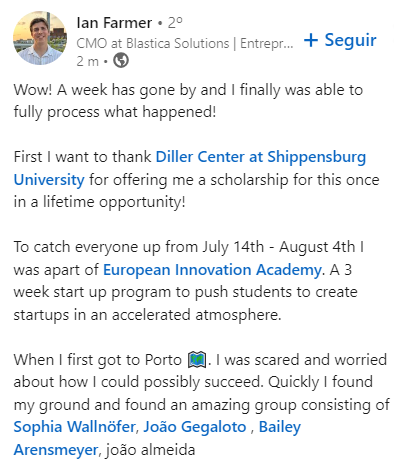 Ian Farmer • 2º
CMO at Blastica Solutions | Entrepr...
+ Seguir
2 m •
Wow! A week has gone by and I finally was able to
fully process what happened!
First I want to thank Diller Center at Shippensburg
University for offering me a scholarship for this once
in a lifetime opportunity!
To catch everyone up from July 14th - August 4th I
was apart of European Innovation Academy. A 3
week start up program to push students to create
startups in an accelerated atmosphere.
When I first got to Porto 🗺️. I was scared and worried
about how I could possibly succeed. Quickly I found
my ground and found an amazing group consisting of
Sophia Wallnöfer, João Gegaloto , Bailey
Arensmeyer, joão almeida